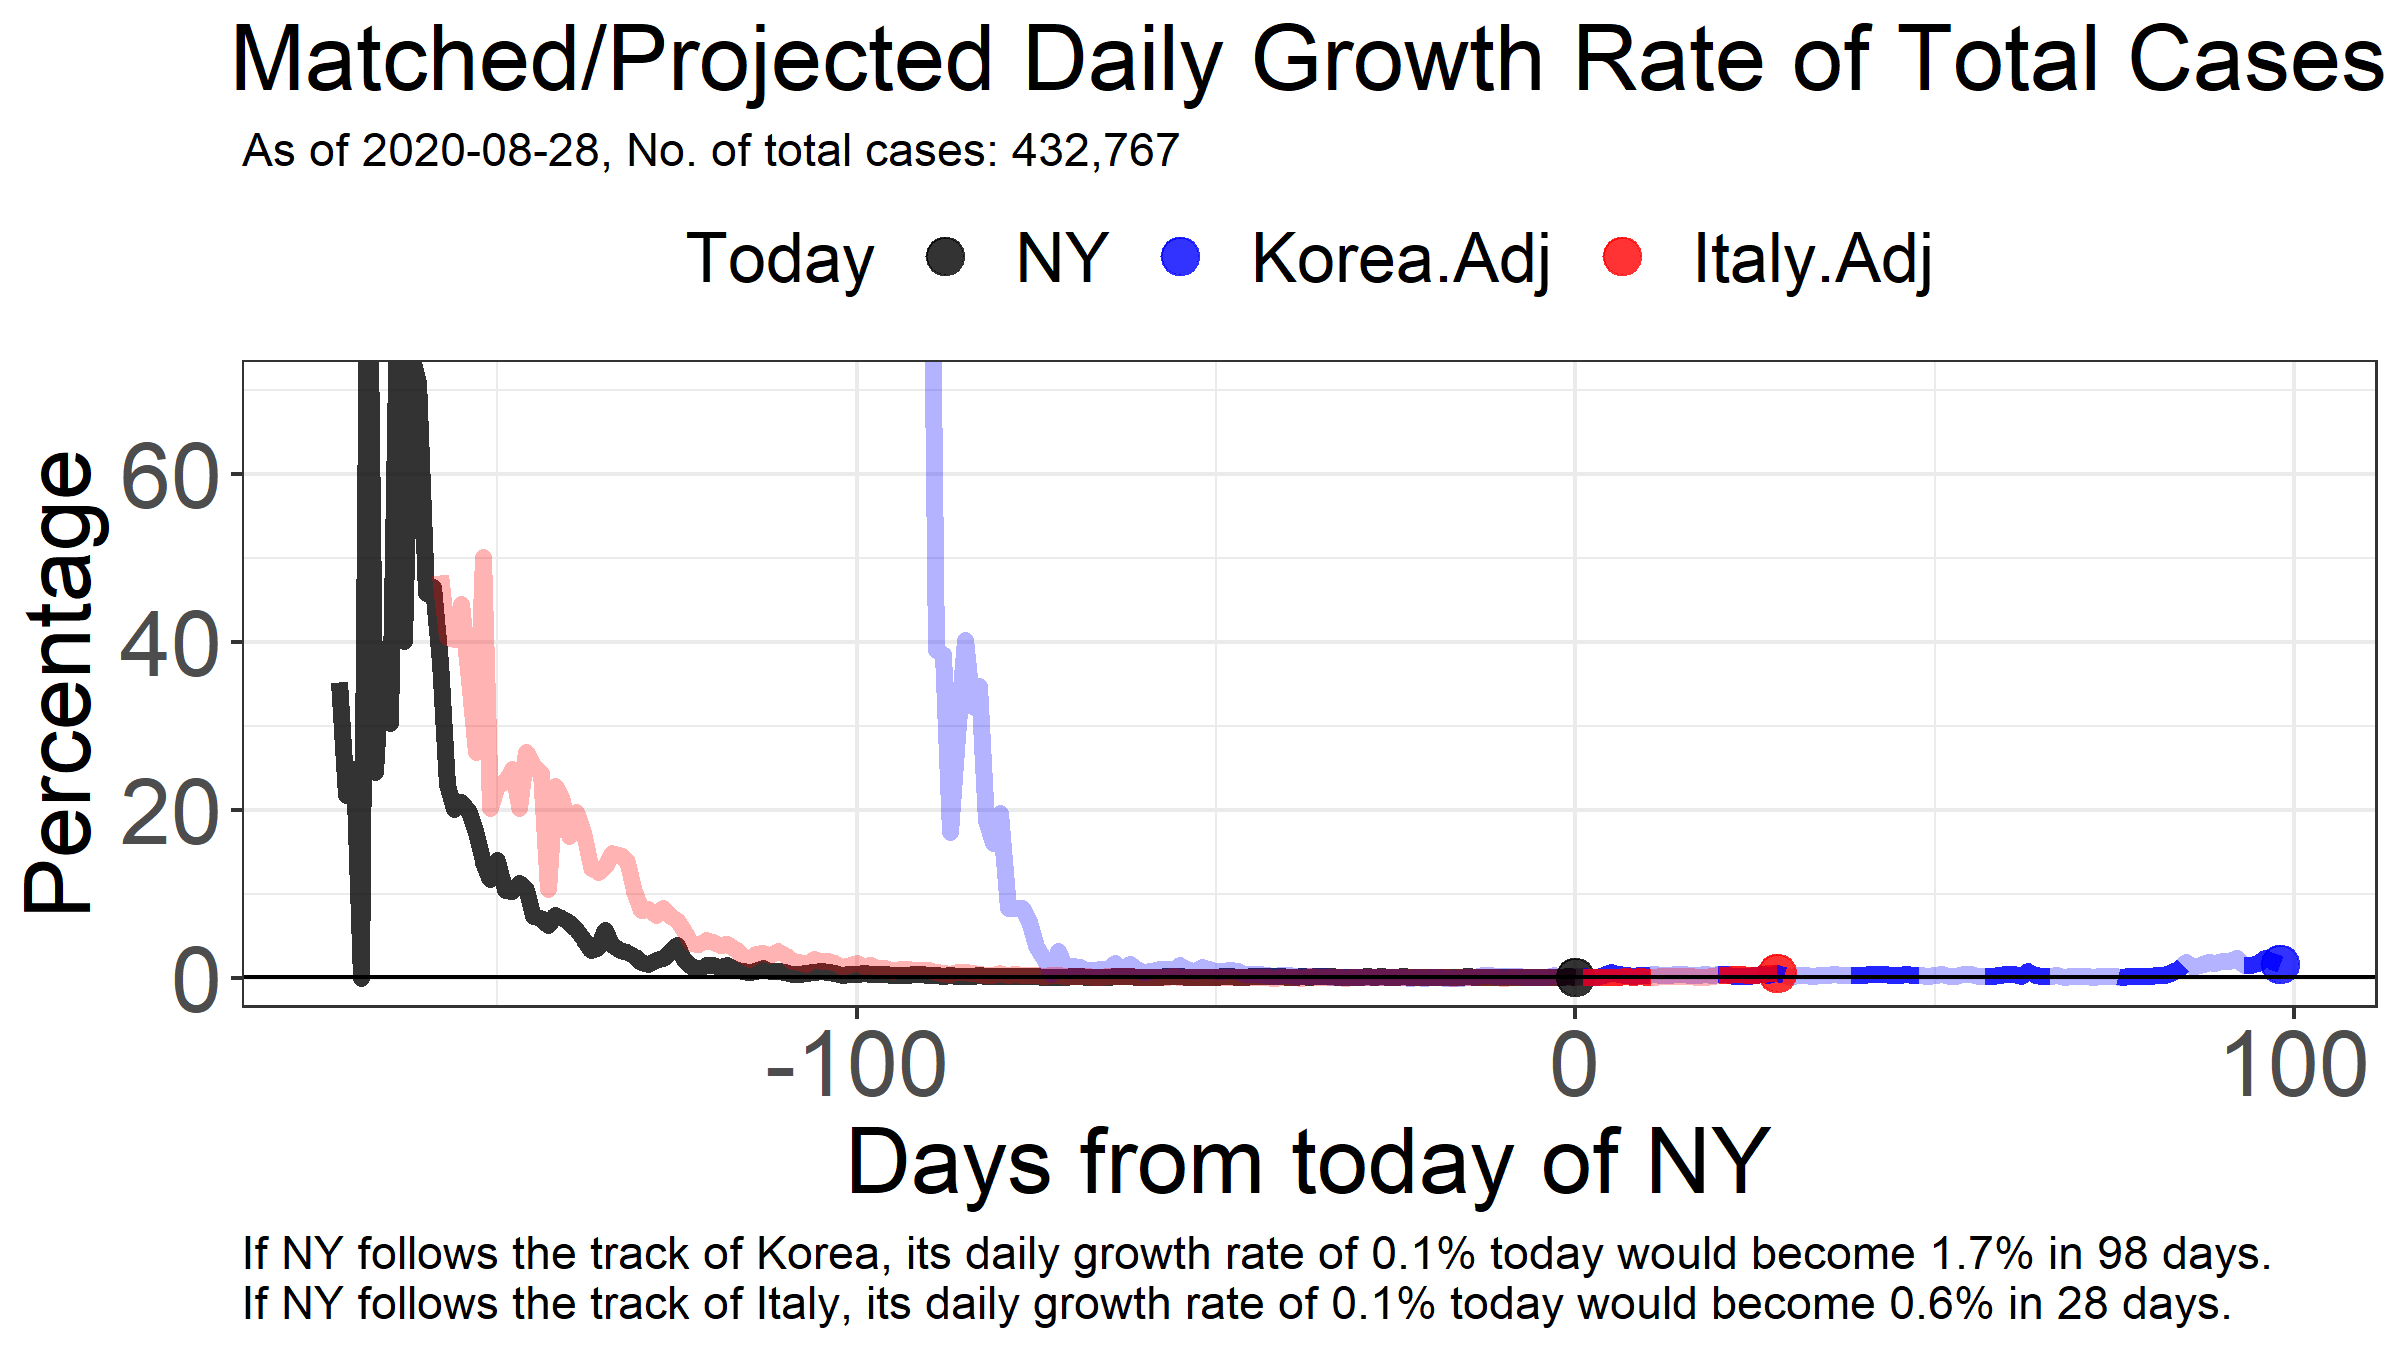 Matched/Projected Daily Growth Rate of Total Cases
As of 2020-08-28, No. of total cases: 432,767
Today NY Korea.Adj Italy.Adj
Percentage
60
40
20
0
-100 0 100
Days from today of NY
If NY follows the track of Korea, its daily growth rate of 0.1% today would become 1.7% in 98 days.
If NY follows the track of Italy, its daily growth rate of 0.1% today would become 0.6% in 28 days.